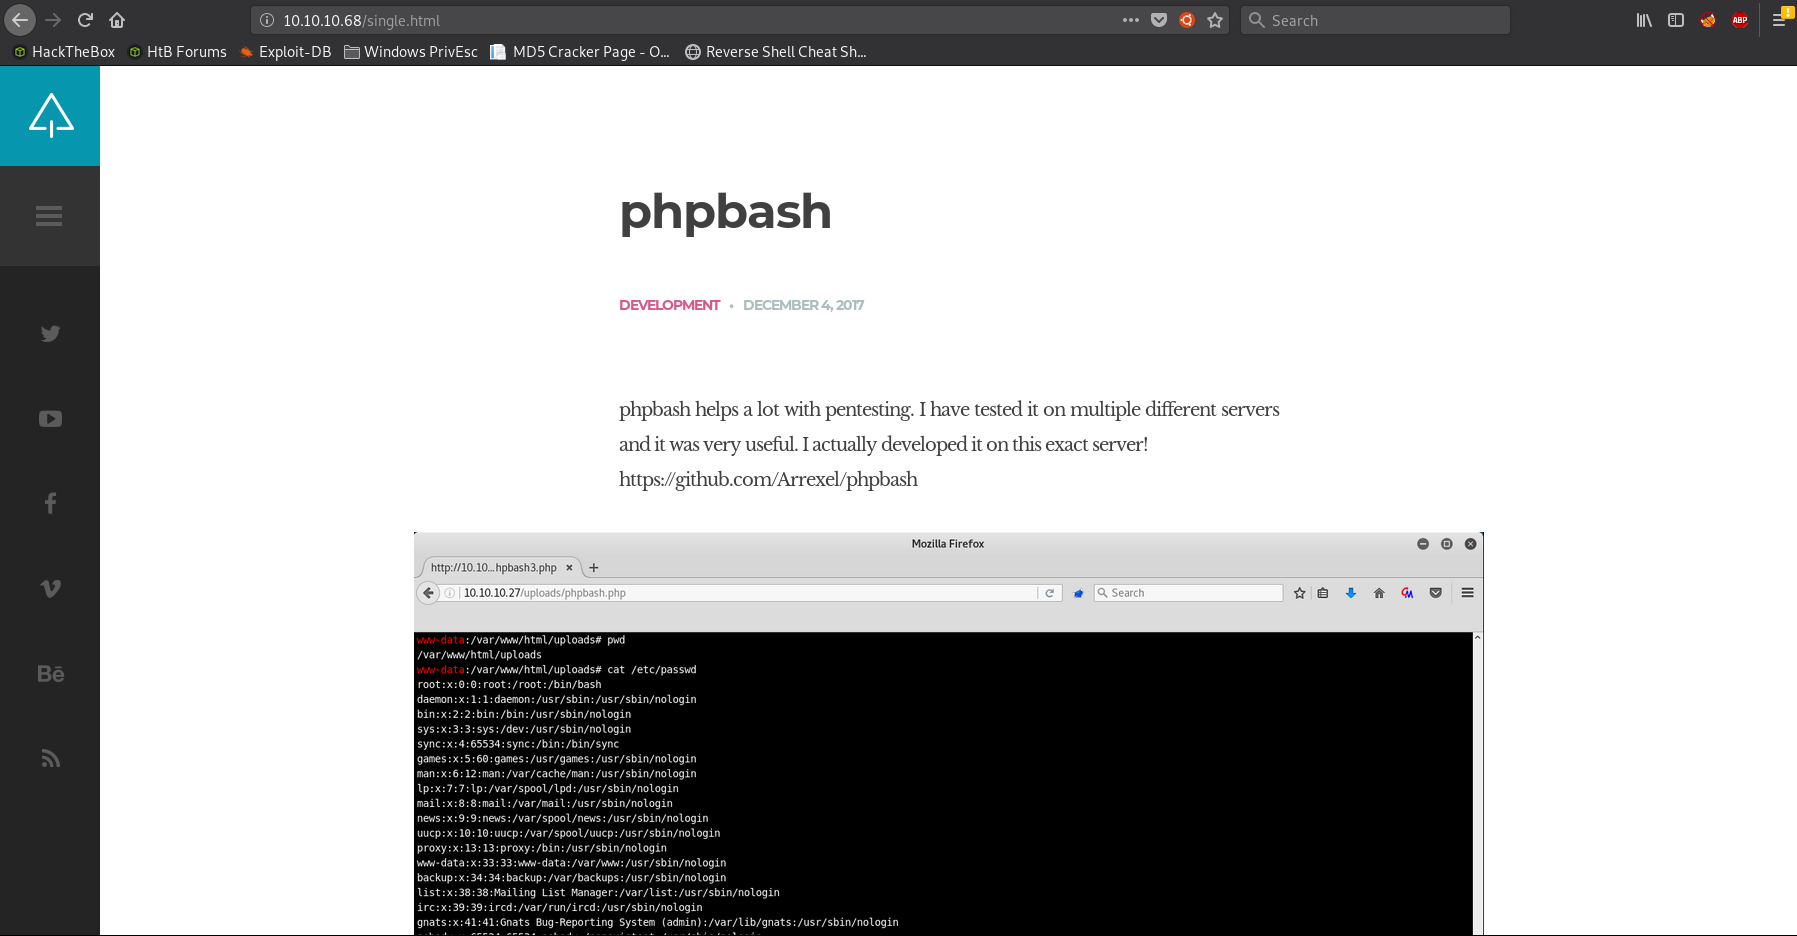 10.10.10.68/single.html
Search
ABP
HackTheBox HtB Forums Exploit-DB Windows PrivEsc MD5 Cracker Page - O... Reverse Shell Cheat Sh...
phpbash
DEVELOPMENT • DECEMBER 4, 2017
phpbash helps a lot with pentesting. I have tested it on multiple different servers
and it was very useful. I actually developed it on this exact server!
https://github.com/Arrexel/phpbash
Bē
Mozilla Firefox
http://10.10...hpbash3.php
10.10.10.27/uploads/phpbash.php
Search
www-data:/var/www/html/uploads# pwd
/var/www/html/uploads
www-data:/var/www/html/uploads# cat /etc/passwd
root:x:0:0:root:/root:/bin/bash
daemon:x:1:1:daemon:/usr/sbin:/usr/sbin/nologin
bin:x:2:2:bin:/bin:/usr/sbin/nologin
sys:x:3:3:sys:/dev:/usr/sbin/nologin
sync:x:4:65534:sync:/bin:/bin/sync
games:x:5:60:games:/usr/games:/usr/sbin/nologin
man:x:6:12:man:/var/cache/man:/usr/sbin/nologin
lp:x:7:7:lp:/var/spool/lpd:/usr/sbin/nologin
mail:x:8:8:mail:/var/mail:/usr/sbin/nologin
news:x:9:9:news:/var/spool/news:/usr/sbin/nologin
uucp:x:10:10:uucp:/var/spool/uucp:/usr/sbin/nologin
proxy:x:13:13:proxy:/bin:/usr/sbin/nologin
www-data:x:33:33:www-data:/var/www:/usr/sbin/nologin
backup:x:34:34:backup:/var/backups:/usr/sbin/nologin
list:x:38:38:Mailing List Manager:/var/list:/usr/sbin/nologin
irc:x:39:39:ircd:/var/run/ircd:/usr/sbin/nologin
gnats:x:41:41:Gnats Bug-Reporting System (admin):/var/lib/gnats:/usr/sbin/nologin